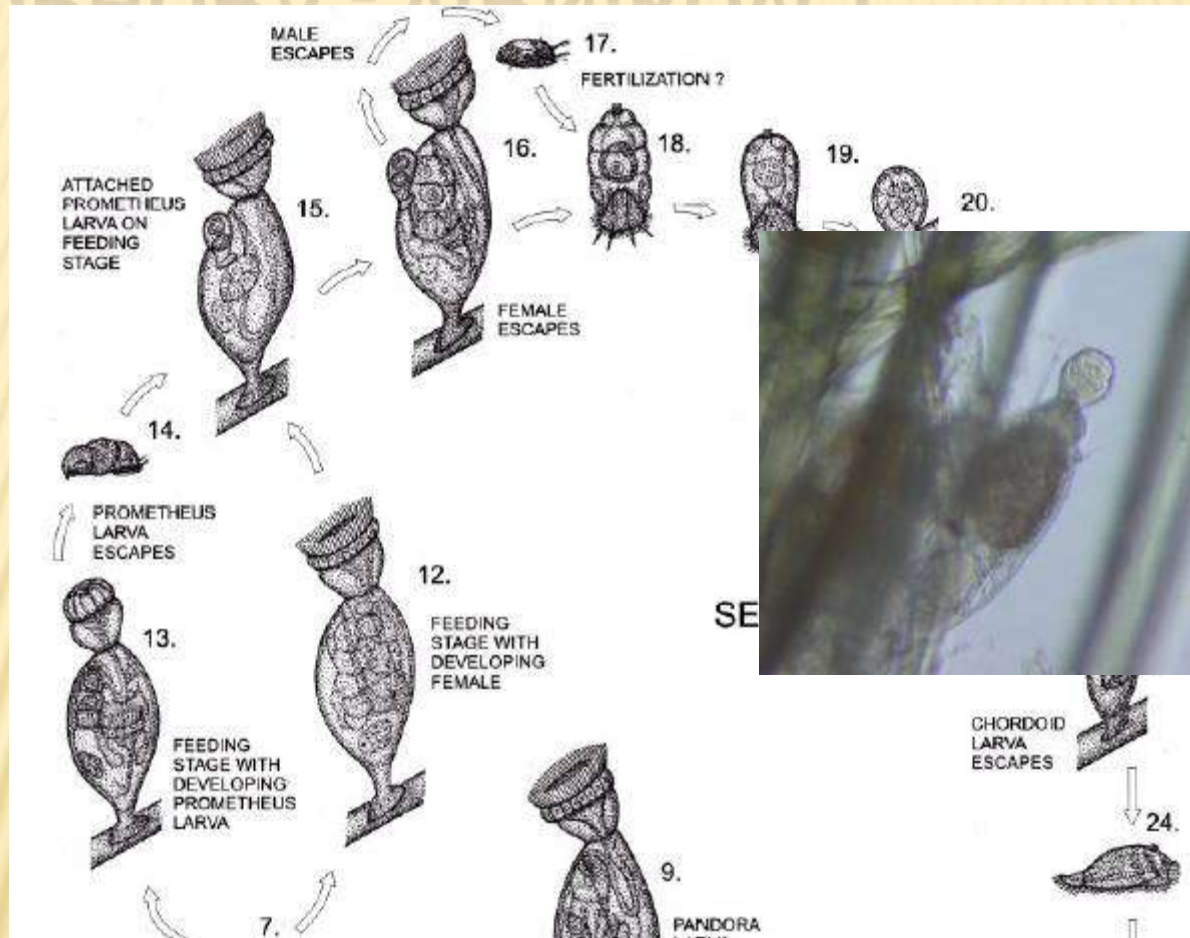 MALE
ESCAPES
17.
FERTILIZATION ?
16.
18.
19.
20.
ATTACHED
PROMETHEUS
LARVA ON
FEEDING
STAGE
15.
FEMALE
ESCAPES
14.
PROMETHEUS
LARVA
ESCAPES
12.
13.
FEEDING
STAGE WITH
DEVELOPING
FEMALE
SE
FEEDING
STAGE WITH
DEVELOPING
PROMETHEUS
LARVA
CHORDOID
LARVA
ESCAPES
24.
9.
7.
PANDORA